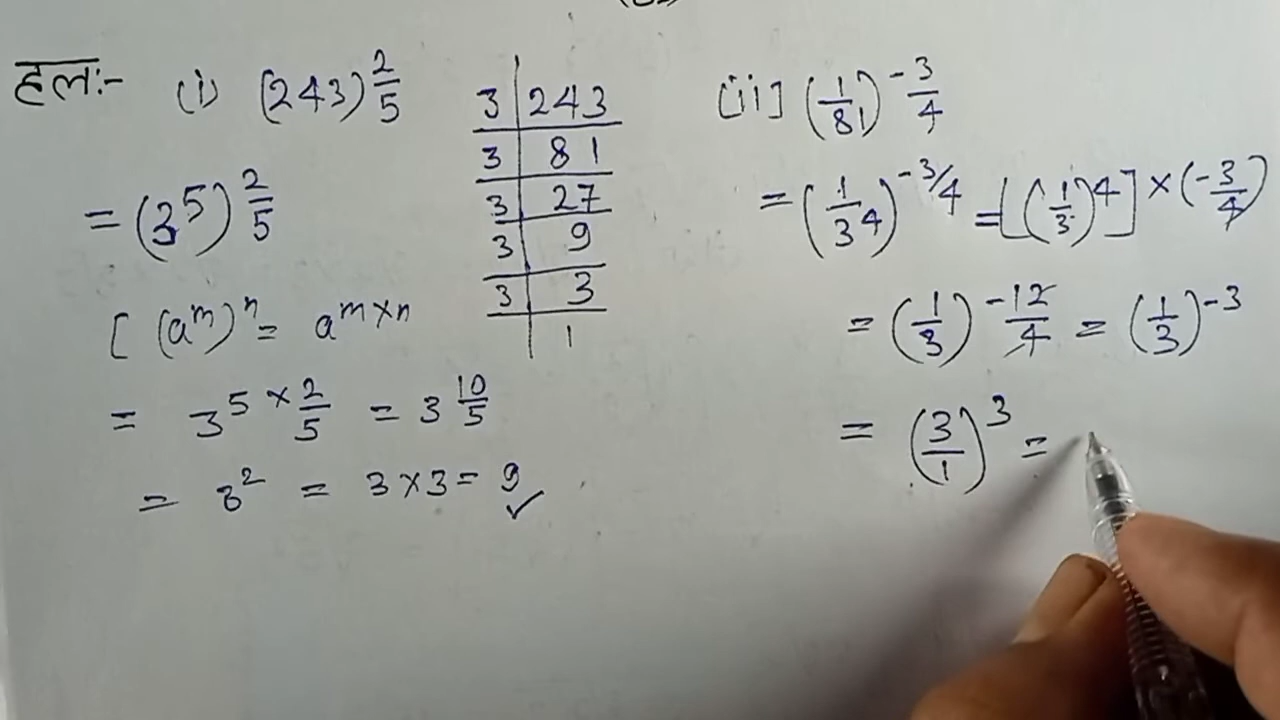 हलः- (i) (243)^2/5
= (3^5)^2/5
[ (a^m)^n = a^m×n
= 3^5 × 2/5 = 3^10/5
= 3^2 = 3×3 = 9 ✓
3 | 243
3 | 81
3 | 27
3 | 9
3 | 3
| 1
[ii] (1/81)^-3/4
= (1/3^4)^-3/4 = [(1/3)^4]^×(-3/4)
= (1/3)^-12/4 = (1/3)^-3
= (3/1)^3 =